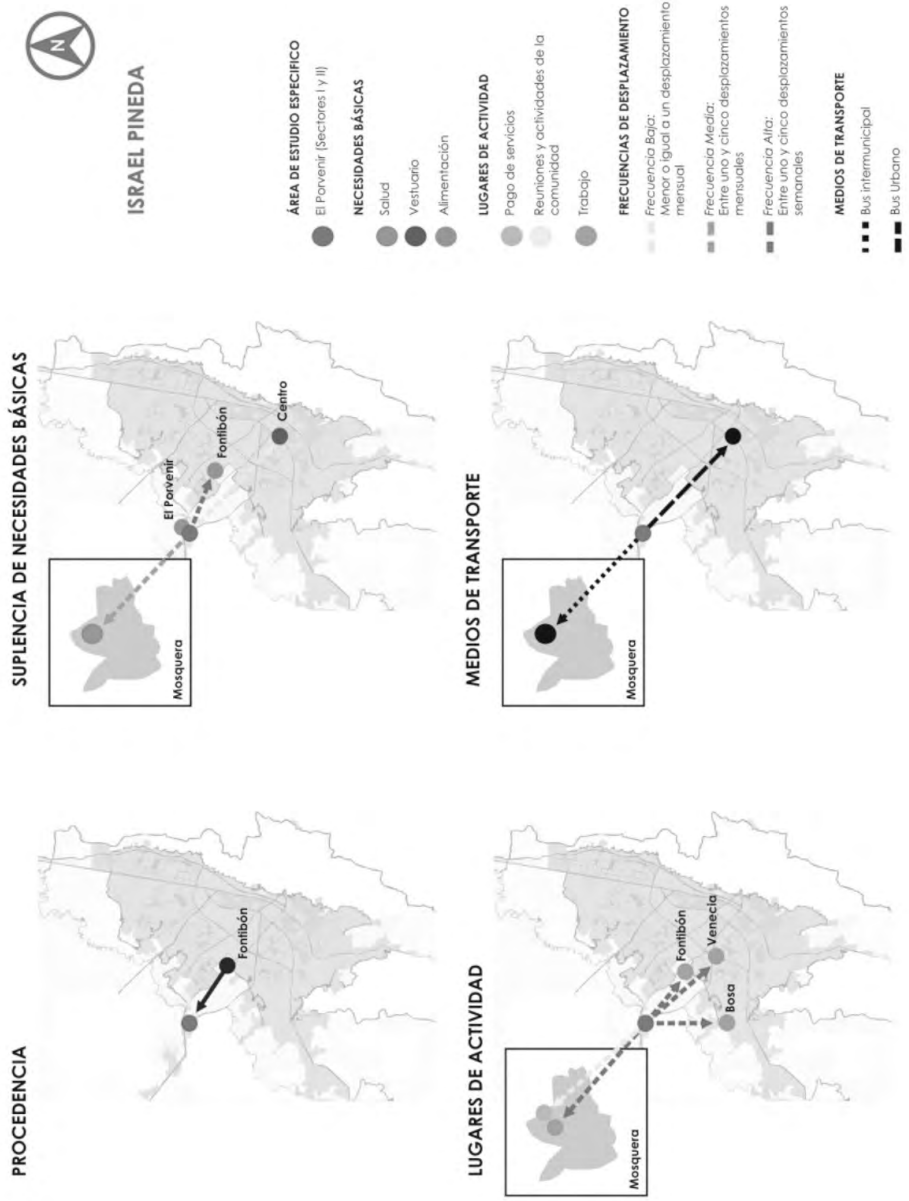 PROCEDENCIA
Fontibón
SUPLENCIA DE NECESIDADES BÁSICAS
Mosquera
El Porvenir
Fontibón
Centro
LUGARES DE ACTIVIDAD
Mosquera
Fontibón
Venecia
Bosa
MEDIOS DE TRANSPORTE
Mosquera
N
ISRAEL PINEDA
ÁREA DE ESTUDIO ESPECIFICO
El Porvenir (Sectores I y II)
NECESIDADES BÁSICAS
Salud
Vestuario
Alimentación
LUGARES DE ACTIVIDAD
Pago de servicios
Reuniones y actividades de la
comunidad
Trabajo
FRECUENCIAS DE DESPLAZAMIENTO
Frecuencia Baja:
Menor o igual a un desplazamiento
mensual
Frecuencia Media:
Entre uno y cinco desplazamientos
mensuales
Frecuencia Alta:
Entre uno y cinco desplazamientos
semanales
MEDIOS DE TRANSPORTE
Bus intermunicipal
Bus Urbano